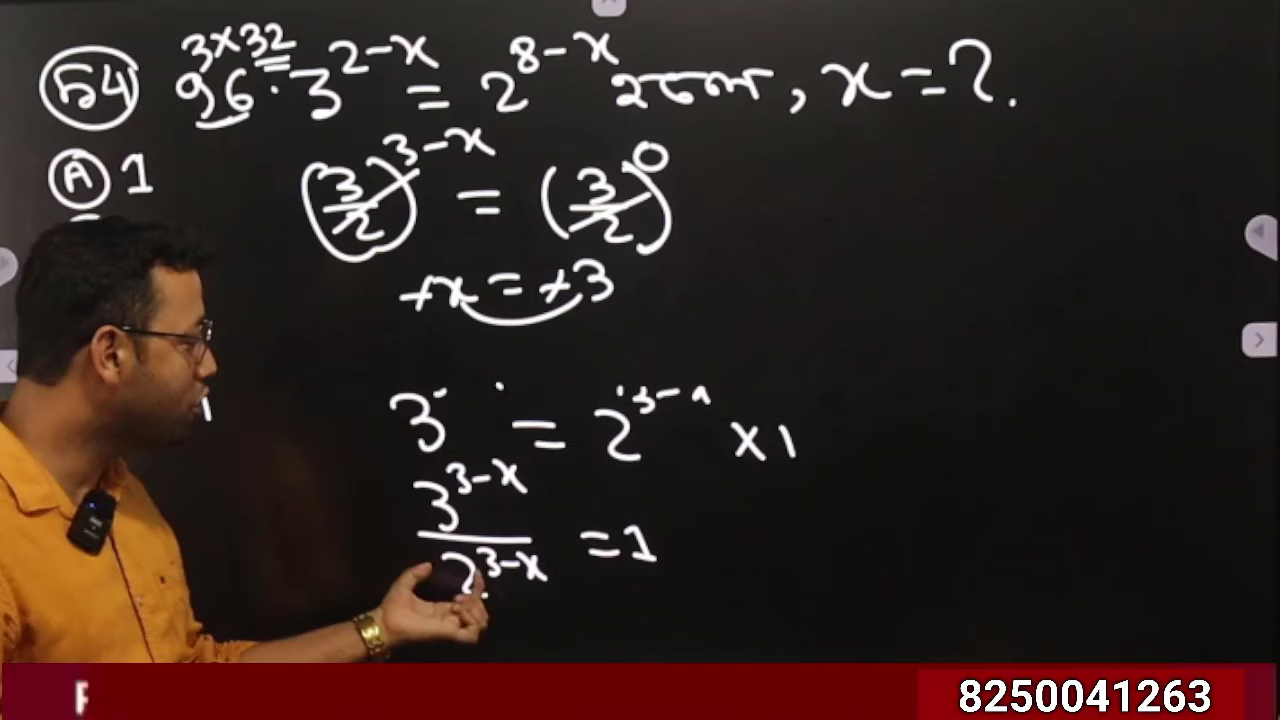 54 3×32
96·3^{2-x} = 2^{8-x} হলে, x = ?
Ⓐ 1
(3/2)^{3-x} = (3/2)^0
+x = +3
3 = 2^{3-x} × 1
3^{3-x}/2^{3-x} = 1
8250041263